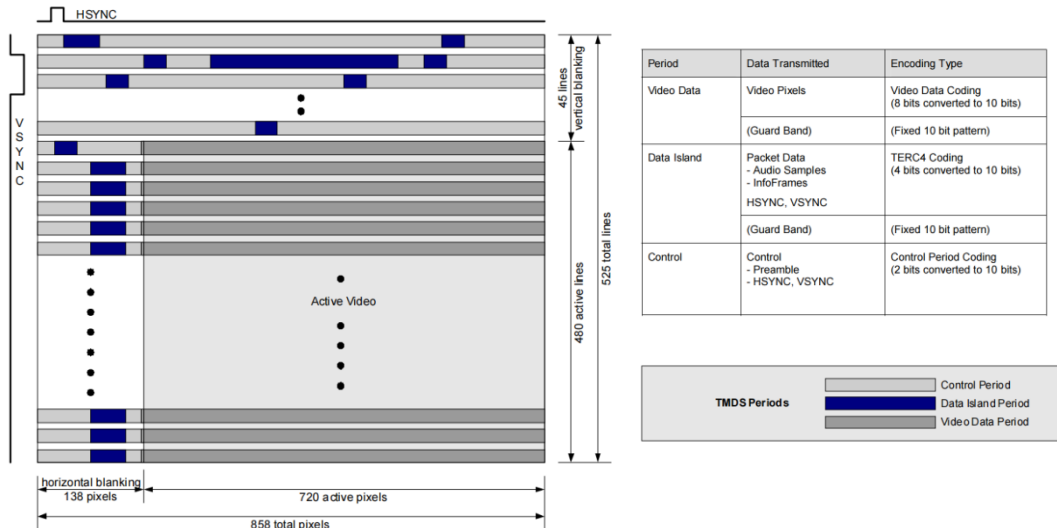 HSYNC
VSYNC
45 lines
vertical blanking
480 active lines
525 total lines
Active Video
horizontal blanking
138 pixels
720 active pixels
858 total pixels
Period Data Transmitted Encoding Type
Video Data Video Pixels Video Data Coding
(8 bits converted to 10 bits)
(Guard Band) (Fixed 10 bit pattern)
Data Island Packet Data TERC4 Coding
- Audio Samples (4 bits converted to 10 bits)
- InfoFrames
HSYNC, VSYNC
(Guard Band) (Fixed 10 bit pattern)
Control Control Control Period Coding
- Preamble (2 bits converted to 10 bits)
- HSYNC, VSYNC
TMDS Periods
Control Period
Data Island Period
Video Data Period